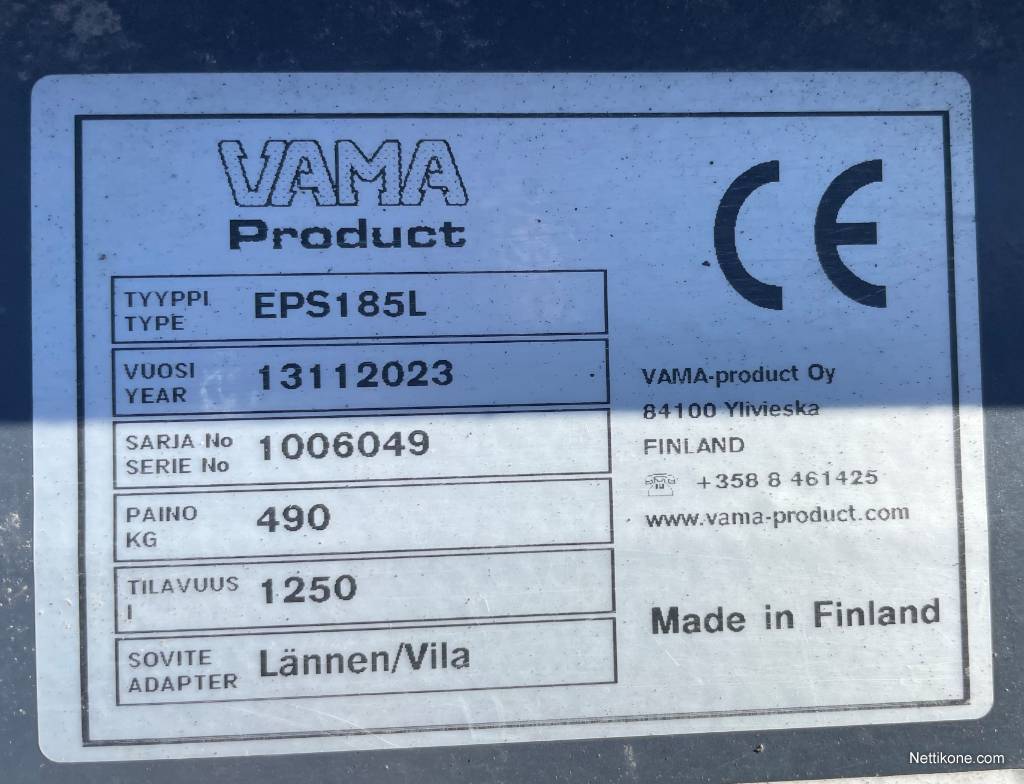 VAMA
Product
CE
TYYPPI
TYPE
EPS185L
VUOSI
YEAR
13112023
SARJA No
SERIE No
1006049
PAINO
KG
490
TILAVUUS
l
1250
SOVITE
ADAPTER
Lännen/Vila
VAMA-product Oy
84100 Ylivieska
FINLAND
+358 8 461425
www.vama-product.com
Made in Finland
Nettikone.com